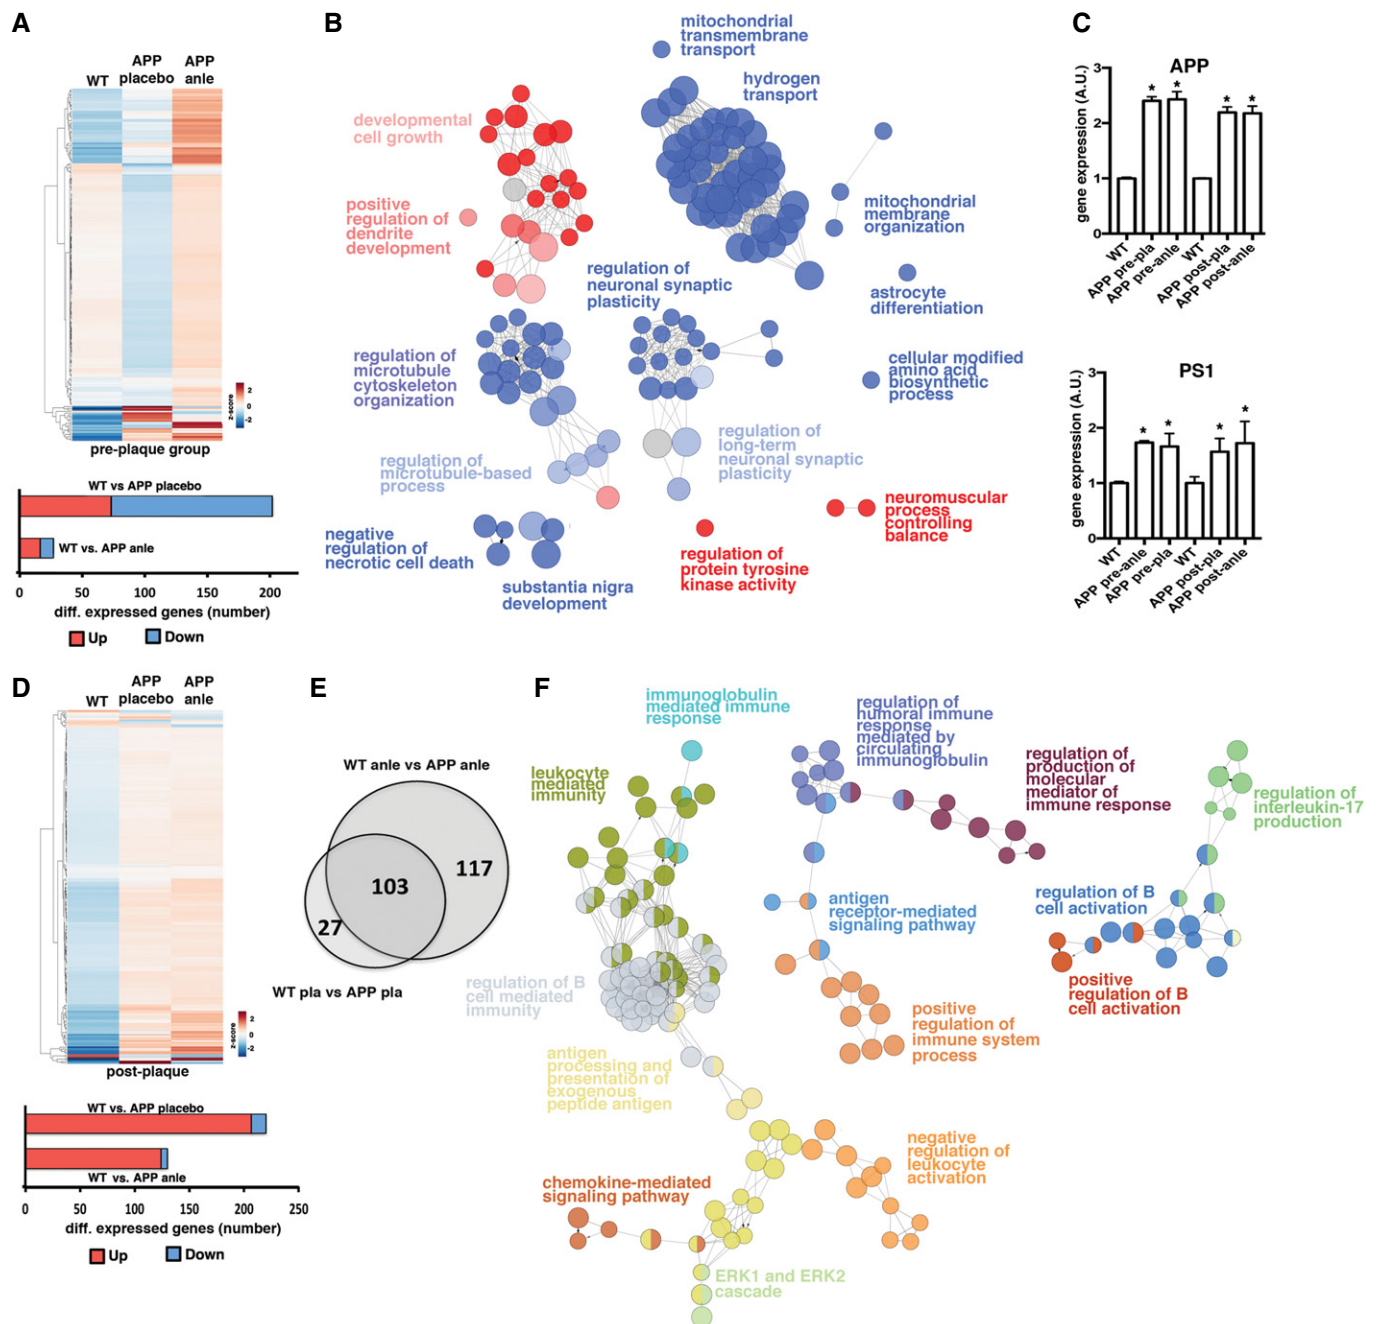 A
WT
APP
placebo
APP
anle
2
0
-2
z-score
pre-plaque group
WT vs APP placebo
WT vs. APP anle
0
50
100
150
200
diff. expressed genes (number)
Up
Down
B
mitochondrial
transmembrane
transport
hydrogen
transport
developmental
cell growth
positive
regulation of
dendrite
development
mitochondrial
membrane
organization
regulation of
neuronal synaptic
plasticity
astrocyte
differentiation
regulation of
microtubule
cytoskeleton
organization
cellular modified
amino acid
biosynthetic
process
regulation of
microtubule-based
process
regulation of
long-term
neuronal synaptic
plasticity
neuromuscular
process
controlling
balance
negative
regulation of
necrotic cell death
regulation of
protein tyrosine
kinase activity
substantia nigra
development
C
APP
gene expression (A.U.)
3
2
1
0
* * * *
WT
APP pre-pla
APP pre-anle
WT
APP post-pla
APP post-anle
PS1
gene expression (A.U.)
3
2
1
0
* * * *
WT
APP pre-anle
APP pre-pla
WT
APP post-pla
APP post-anle
D
WT
APP
placebo
APP
anle
2
0
-2
z-score
post-plaque
WT vs. APP placebo
WT vs. APP anle
0
50
100
150
200
250
diff. expressed genes (number)
Up
Down
E
WT anle vs APP anle
103
117
27
WT pla vs APP pla
F
immunoglobulin
mediated immune
response
leukocyte
mediated
immunity
regulation of
humoral immune
response
mediated by
circulating
immunoglobulin
regulation of
production of
molecular
mediator of
immune response
regulation of
interleukin-17
production
antigen
receptor-mediated
signaling pathway
regulation of B
cell activation
regulation of B
cell mediated
immunity
positive
regulation of B
cell activation
positive
regulation of
immune system
process
antigen
processing and
presentation of
exogenous
peptide antigen
negative
regulation of
leukocyte
activation
chemokine-mediated
signaling pathway
ERK1 and ERK2
cascade